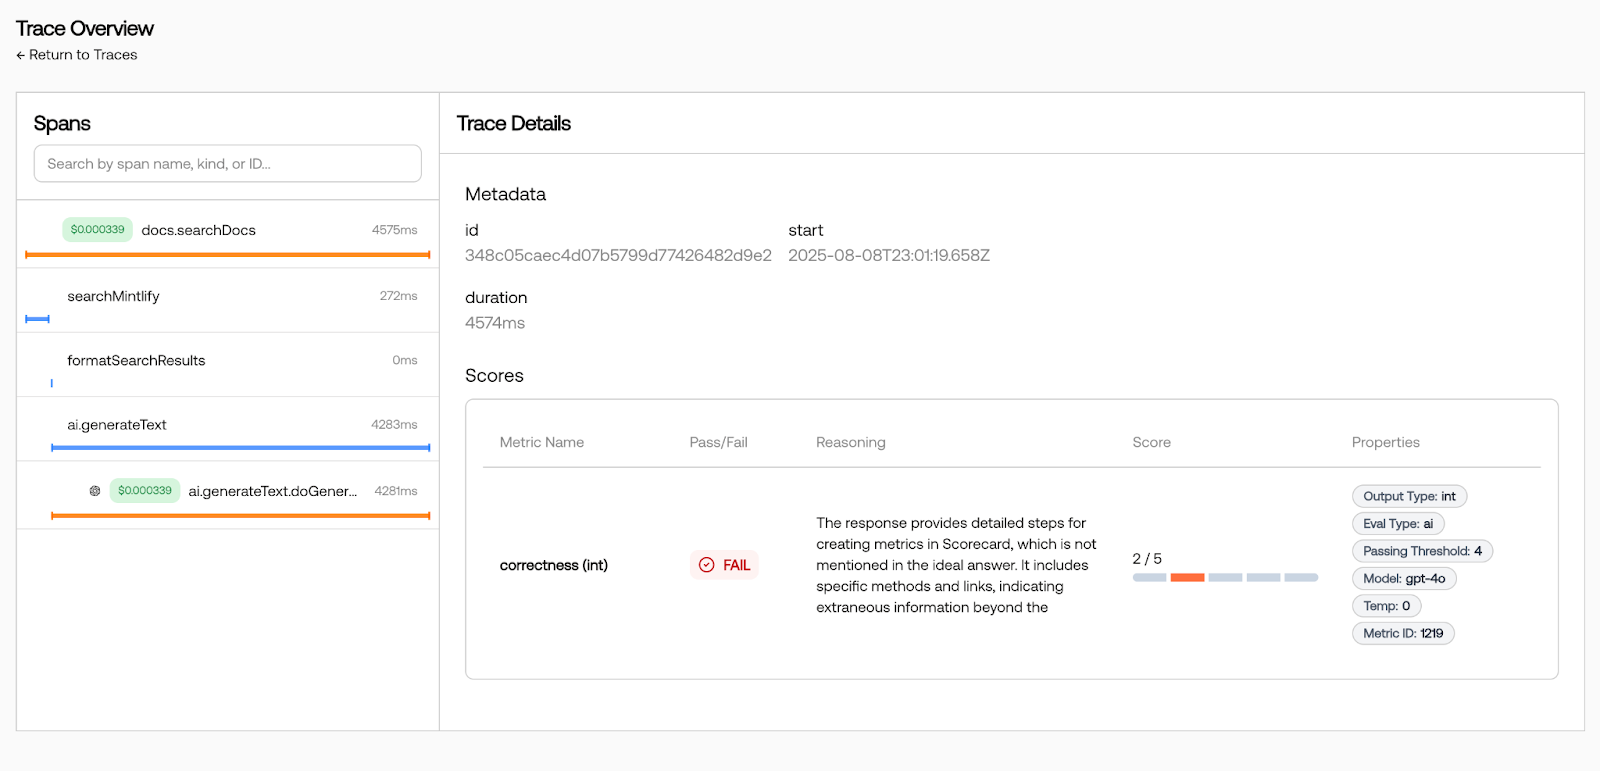 Trace Overview
← Return to Traces
Spans
Search by span name, kind, or ID...
$0.000339 docs.searchDocs 4575ms
searchMintlify 272ms
formatSearchResults 0ms
ai.generateText 4283ms
$0.000339 ai.generateText.doGener... 4281ms
Trace Details
Metadata
id start
348c05caec4d07b5799d77426482d9e2 2025-08-08T23:01:19.658Z
duration
4574ms
Scores
Metric Name Pass/Fail Reasoning Score Properties
correctness (int)
FAIL
The response provides detailed steps for
creating metrics in Scorecard, which is not
mentioned in the ideal answer. It includes
specific methods and links, indicating
extraneous information beyond the
2 / 5
Output Type: int
Eval Type: ai
Passing Threshold: 4
Model: gpt-4o
Temp: 0
Metric ID: 1219